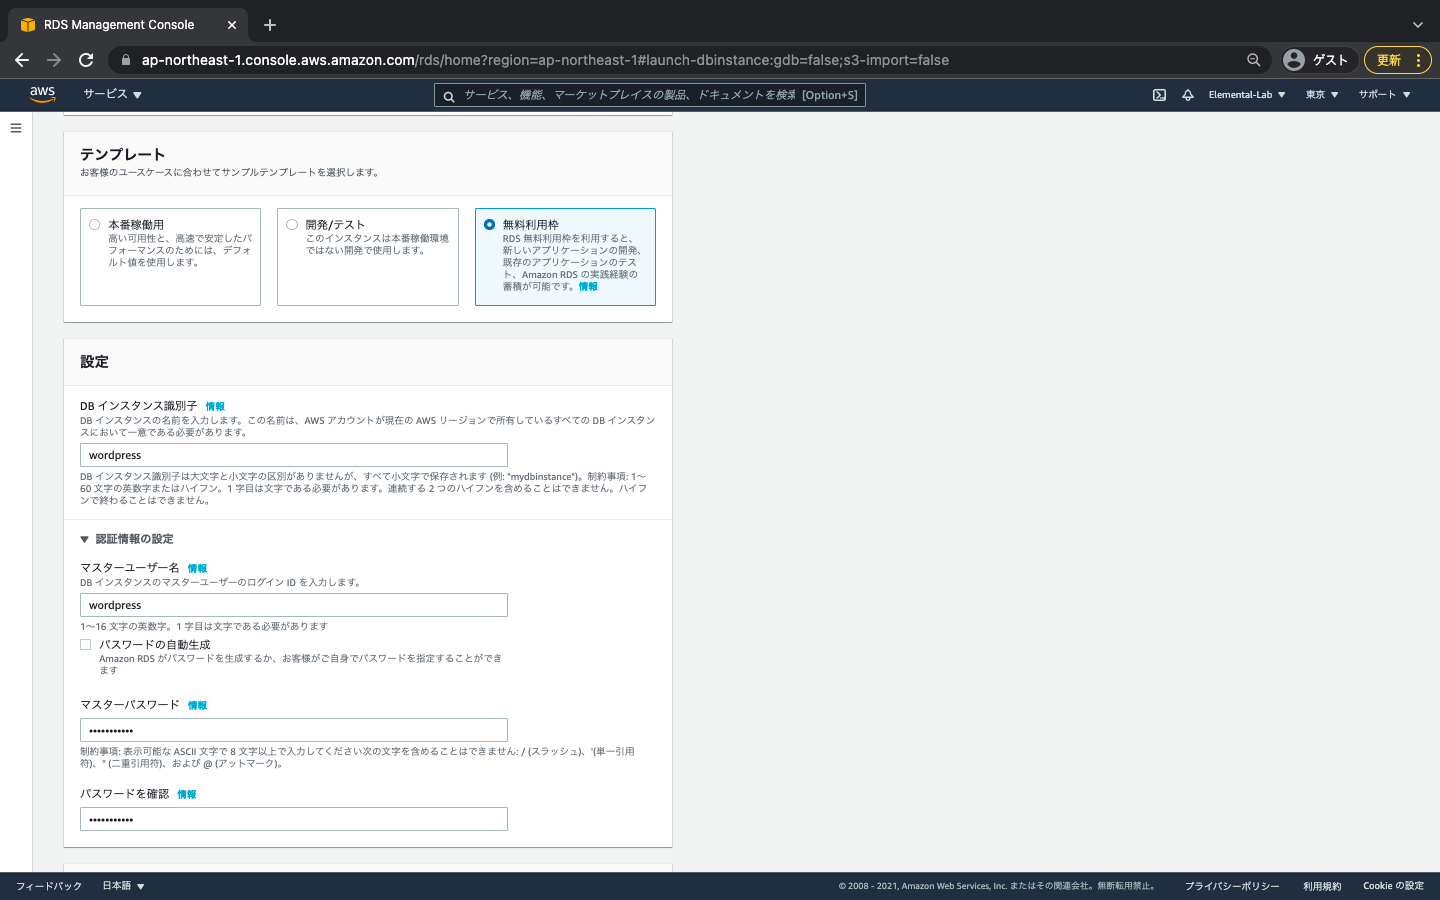 RDS Management Console
ap-northeast-1.console.aws.amazon.com/rds/home?region=ap-northeast-1#launch-dbinstance:gdb=false;s3-import=false
ゲスト
更新
aws
サービス
サービス、機能、マーケットプレイスの製品、ドキュメントを検索 [Option+S]
Elemental-Lab
東京
サポート
テンプレート
お客様のユースケースに合わせてサンプルテンプレートを選択します。
本番稼働用
高い可用性と、高速で安定したパ
フォーマンスのためには、デフォ
ルト値を使用します。
開発/テスト
このインスタンスは本番稼働環境
ではない開発で使用します。
無料利用枠
RDS 無料利用枠を利用すると、
新しいアプリケーションの開発、
既存のアプリケーションのテス
ト、Amazon RDS の実践経験の
蓄積が可能です。情報
設定
DB インスタンス識別子 情報
DB インスタンスの名前を入力します。この名前は、AWS アカウントが現在の AWS リージョンで所有しているすべての DB インスタン
スにおいて一意である必要があります。
wordpress
DB インスタンス識別子は大文字と小文字の区別がありませんが、すべて小文字で保存されます (例: "mydbinstance")。制約事項: 1～
60 文字の英数字またはハイフン。1 字目は文字である必要があります。連続する 2 つのハイフンを含めることはできません。ハイフ
ンで終わることはできません。
認証情報の設定
マスターユーザー名 情報
DB インスタンスのマスターユーザーのログイン ID を入力します。
wordpress
1～16 文字の英数字。1 字目は文字である必要があります
パスワードの自動生成
Amazon RDS がパスワードを生成するか、お客様がご自身でパスワードを指定することができ
ます
マスターパスワード 情報
•••••••••••
制約事項: 表示可能な ASCII 文字で 8 文字以上で入力してください次の文字を含めることはできません: / (スラッシュ)、'(単一引用
符)、" (二重引用符)、および @ (アットマーク)。
パスワードを確認 情報
•••••••••••
フィードバック
日本語
© 2008 - 2021, Amazon Web Services, Inc. またはその関連会社。無断転用禁止。
プライバシーポリシー
利用規約
Cookie の設定